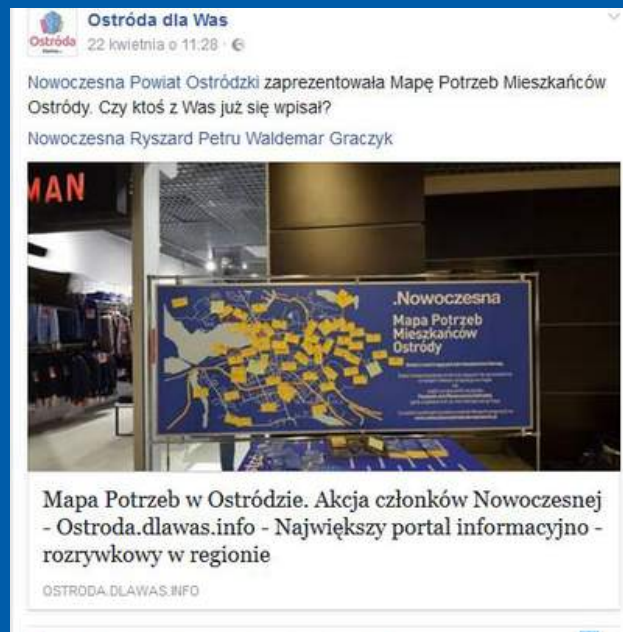 Ostróda dla Was
Ostróda
22 kwietnia o 11:28 ·
Nowoczesna Powiat Ostródzki zaprezentowała Mapę Potrzeb Mieszkańców
Ostródy. Czy ktoś z Was już się wpisał?
Nowoczesna Ryszard Petru Waldemar Graczyk
MAN
.Nowoczesna
Mapa Potrzeb
Mieszkańców
Ostródy
Mapa Potrzeb w Ostródzie. Akcja członków Nowoczesnej
- Ostroda.dlawas.info - Największy portal informacyjno -
rozrywkowy w regionie
OSTRODA.DLAWAS.INFO